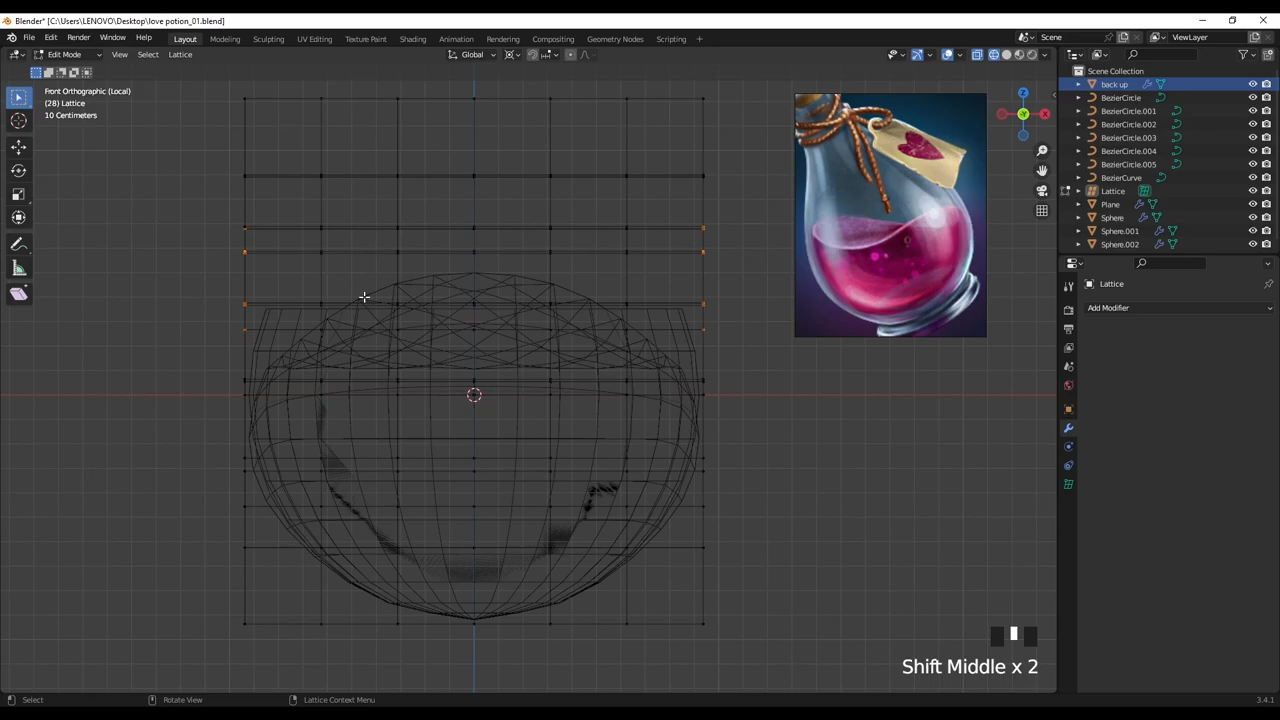 Blender* [C:\Users\LENOVO\Desktop\love potion_01.blend]
File Edit Render Window Help Layout Modeling Sculpting UV Editing Texture Paint Shading Animation Rendering Compositing Geometry Nodes Scripting + Scene ViewLayer
Edit Mode View Select Lattice Global
Front Orthographic (Local)
(28) Lattice
10 Centimeters
Z
X
Y
Scene Collection
back up
BezierCircle
BezierCircle.001
BezierCircle.002
BezierCircle.003
BezierCircle.004
BezierCircle.005
BezierCurve
Lattice
Plane
Sphere
Sphere.001
Sphere.002
Lattice
Add Modifier
Shift Middle x 2
Select Rotate View Lattice Context Menu 3.4.1